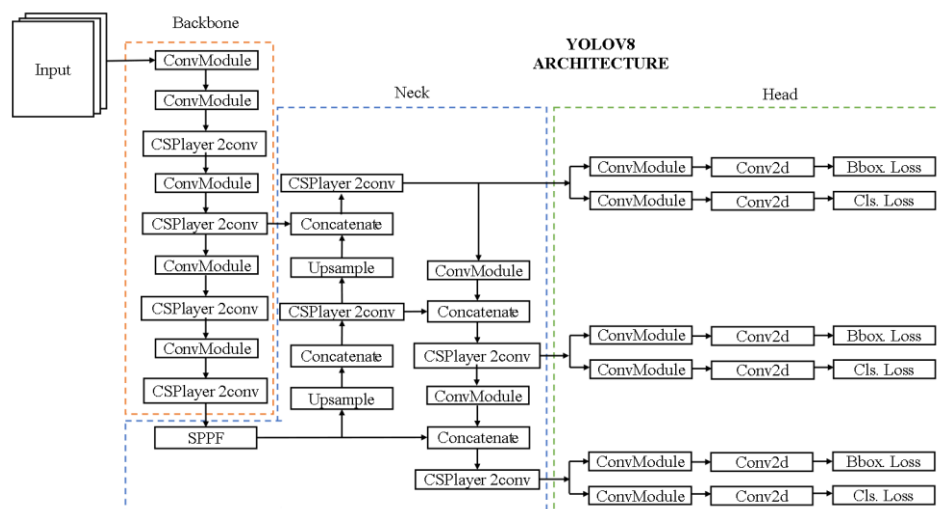 Backbone
YOLOV8
ARCHITECTURE
Input
ConvModule
ConvModule
CSPlayer 2conv
ConvModule
CSPlayer 2conv
ConvModule
CSPlayer 2conv
ConvModule
CSPlayer 2conv
SPPF
Neck
CSPlayer 2conv
Concatenate
Upsample
CSPlayer 2conv
Concatenate
Upsample
ConvModule
Concatenate
CSPlayer 2conv
ConvModule
Concatenate
CSPlayer 2conv
Head
ConvModule
Conv2d
Bbox. Loss
ConvModule
Conv2d
Cls. Loss
ConvModule
Conv2d
Bbox. Loss
ConvModule
Conv2d
Cls. Loss
ConvModule
Conv2d
Bbox. Loss
ConvModule
Conv2d
Cls. Loss